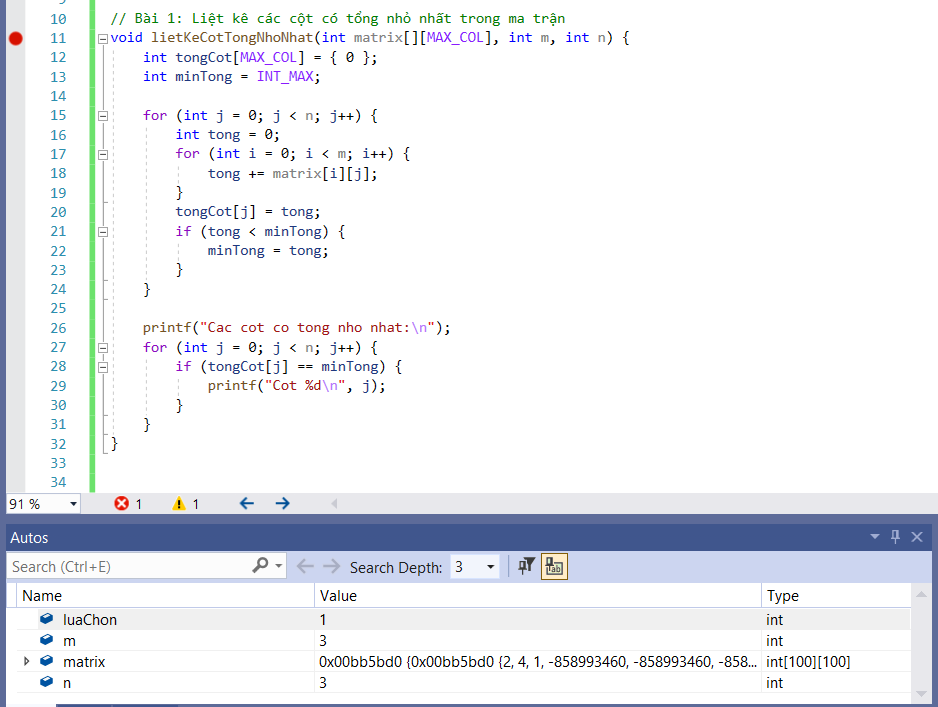 10 // Bài 1: Liệt kê các cột có tổng nhỏ nhất trong ma trận
11 void lietKeCotTongNhoNhat(int matrix[][MAX_COL], int m, int n) {
12 int tongCot[MAX_COL] = { 0 };
13 int minTong = INT_MAX;
14
15 for (int j = 0; j < n; j++) {
16 int tong = 0;
17 for (int i = 0; i < m; i++) {
18 tong += matrix[i][j];
19 }
20 tongCot[j] = tong;
21 if (tong < minTong) {
22 minTong = tong;
23 }
24 }
25
26 printf("Cac cot co tong nho nhat:\n");
27 for (int j = 0; j < n; j++) {
28 if (tongCot[j] == minTong) {
29 printf("Cot %d\n", j);
30 }
31 }
32 }
33
34
91 % 1 1
Autos
Search (Ctrl+E) Search Depth: 3
Name Value Type
luaChon 1 int
m 3 int
matrix 0x00bb5bd0 {0x00bb5bd0 {2, 4, 1, -858993460, -858993460, -858... int[100][100]
n 3 int